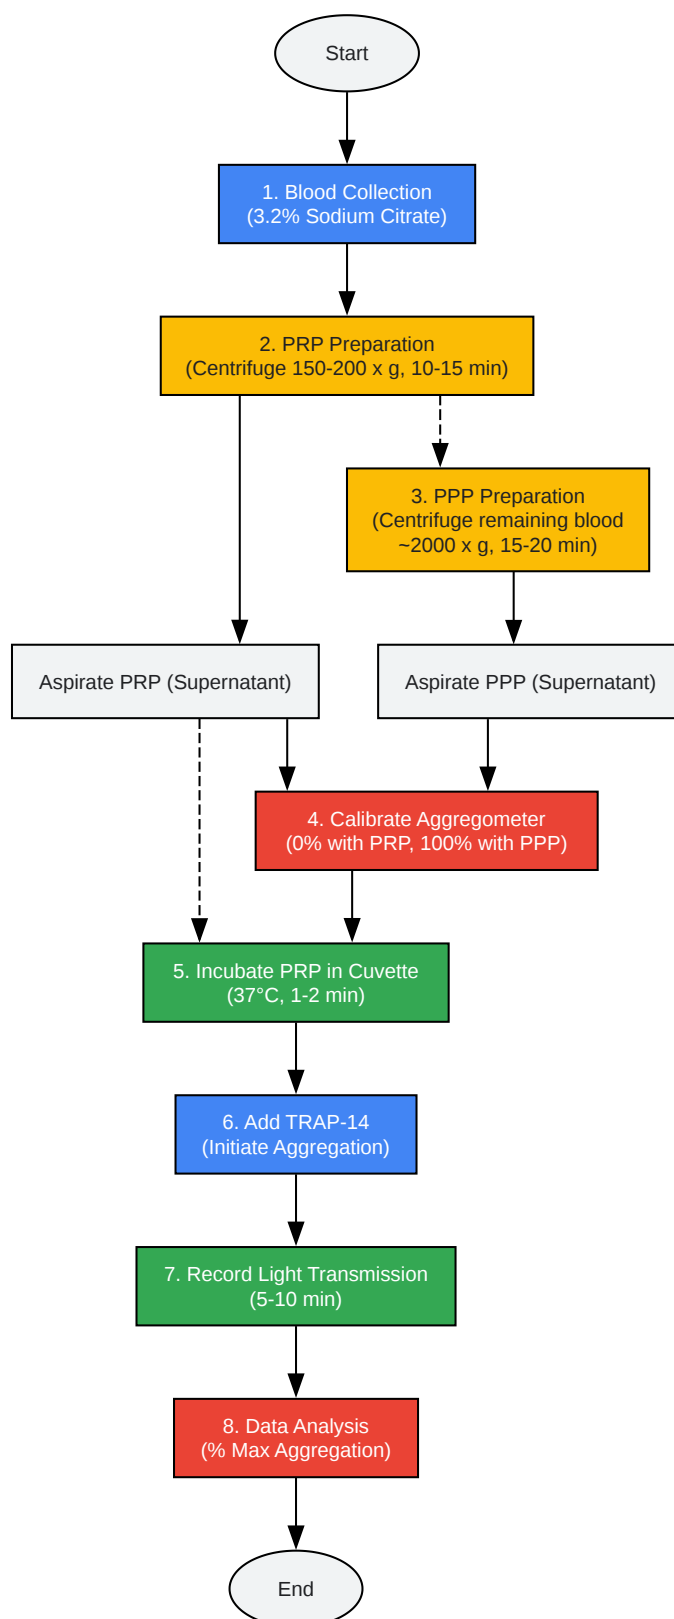 Start
1. Blood Collection
(3.2% Sodium Citrate)
2. PRP Preparation
(Centrifuge 150-200 x g, 10-15 min)
3. PPP Preparation
(Centrifuge remaining blood
~2000 x g, 15-20 min)
Aspirate PRP (Supernatant)
Aspirate PPP (Supernatant)
4. Calibrate Aggregometer
(0% with PRP, 100% with PPP)
5. Incubate PRP in Cuvette
(37°C, 1-2 min)
6. Add TRAP-14
(Initiate Aggregation)
7. Record Light Transmission
(5-10 min)
8. Data Analysis
(% Max Aggregation)
End